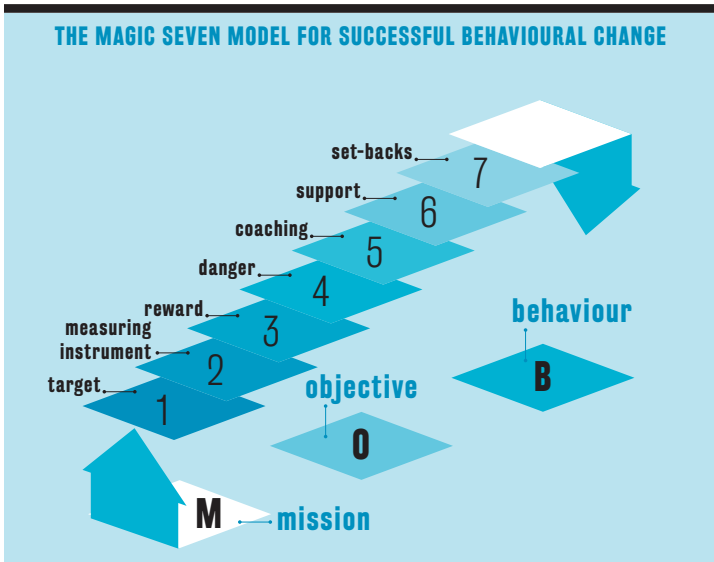 THE MAGIC SEVEN MODEL FOR SUCCESSFUL BEHAVIOURAL CHANGE
set-backs
7
support
6
coaching
5
danger
4
reward
3
measuring
instrument
2
target
1
behaviour
B
objective
O
M
mission